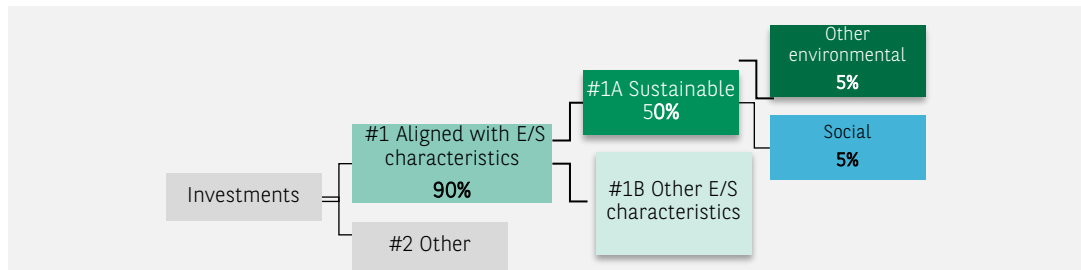 Investments
#1 Aligned with E/S
characteristics
90%
#2 Other
#1A Sustainable
50%
#1B Other E/S
characteristics
Other
environmental
5%
Social
5%